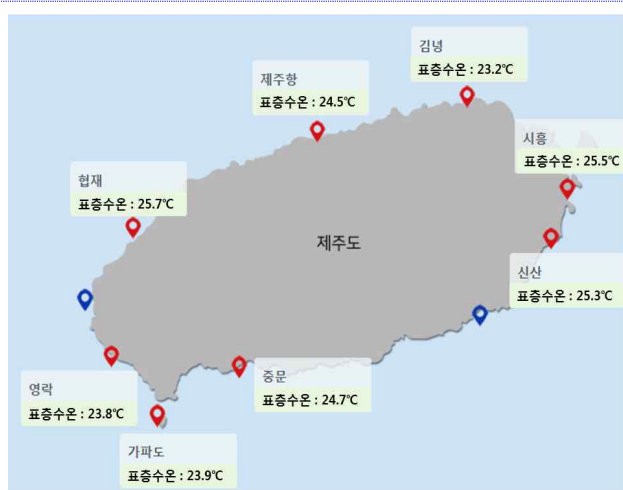 김녕
표층수온 : 23.2℃
제주항
표층수온 : 24.5℃
시흥
표층수온 : 25.5℃
협재
표층수온 : 25.7℃
제주도
신산
표층수온 : 25.3℃
중문
표층수온 : 24.7℃
영락
표층수온 : 23.8℃
가파도
표층수온 : 23.9℃